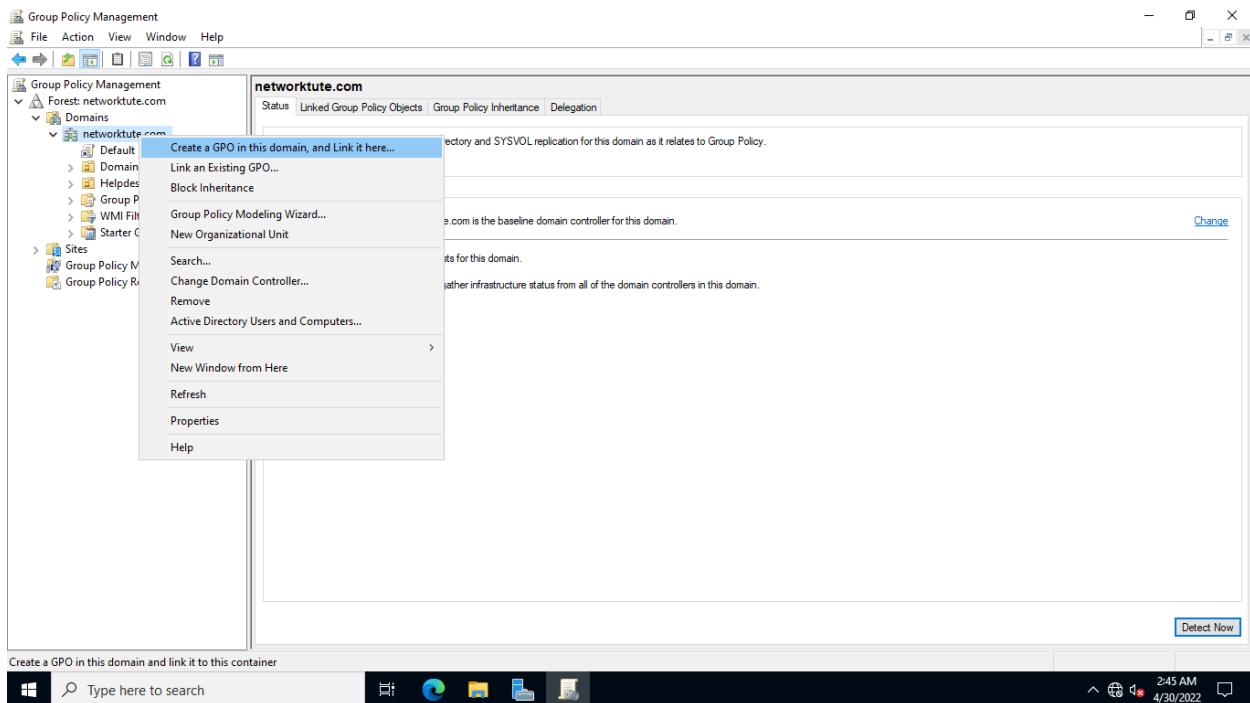 Group Policy Management
File Action View Window Help
Group Policy Management
Forest: networktute.com
Domains
networktute.com
Default
Domain
Helpdes
Group P
WMI Filt
Starter G
Sites
Group Policy M
Group Policy Re
Create a GPO in this domain, and Link it here...
Link an Existing GPO...
Block Inheritance
Group Policy Modeling Wizard...
New Organizational Unit
Search...
Change Domain Controller...
Remove
Active Directory Users and Computers...
View
New Window from Here
Refresh
Properties
Help
networktute.com
Status Linked Group Policy Objects Group Policy Inheritance Delegation
ectory and SYSVOL replication for this domain as it relates to Group Policy.
e.com is the baseline domain controller for this domain. Change
sts for this domain.
gather infrastructure status from all of the domain controllers in this domain.
Detect Now
Create a GPO in this domain and link it to this container
Type here to search
2:45 AM
4/30/2022